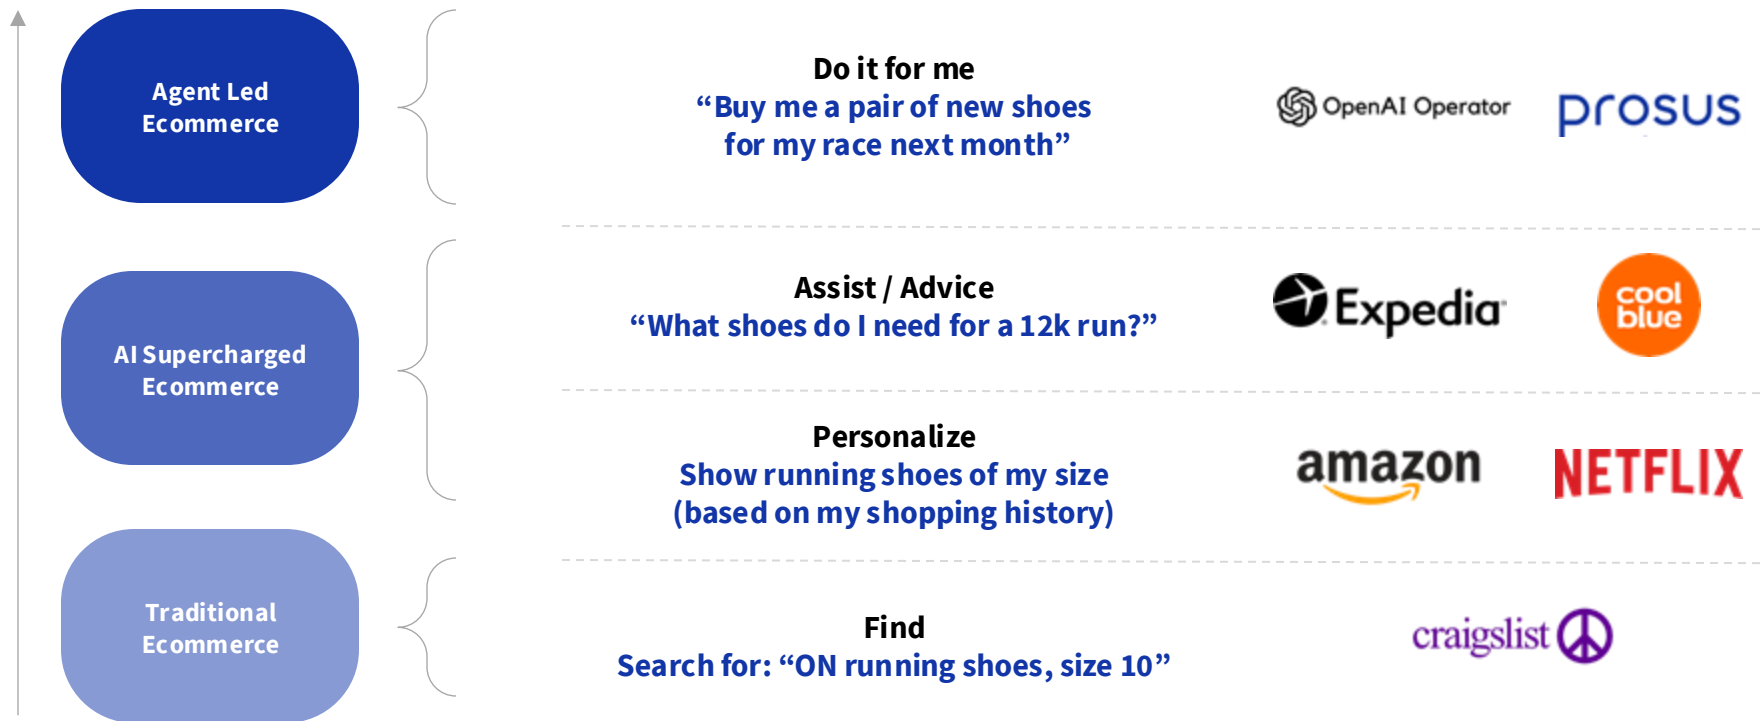 Agent Led
Ecommerce
Do it for me
“Buy me a pair of new shoes
for my race next month”
OpenAI Operator
prosus
AI Supercharged
Ecommerce
Assist / Advice
“What shoes do I need for a 12k run?”
Expedia
cool
blue
Personalize
Show running shoes of my size
(based on my shopping history)
amazon
NETFLIX
Traditional
Ecommerce
Find
Search for: “ON running shoes, size 10”
craigslist